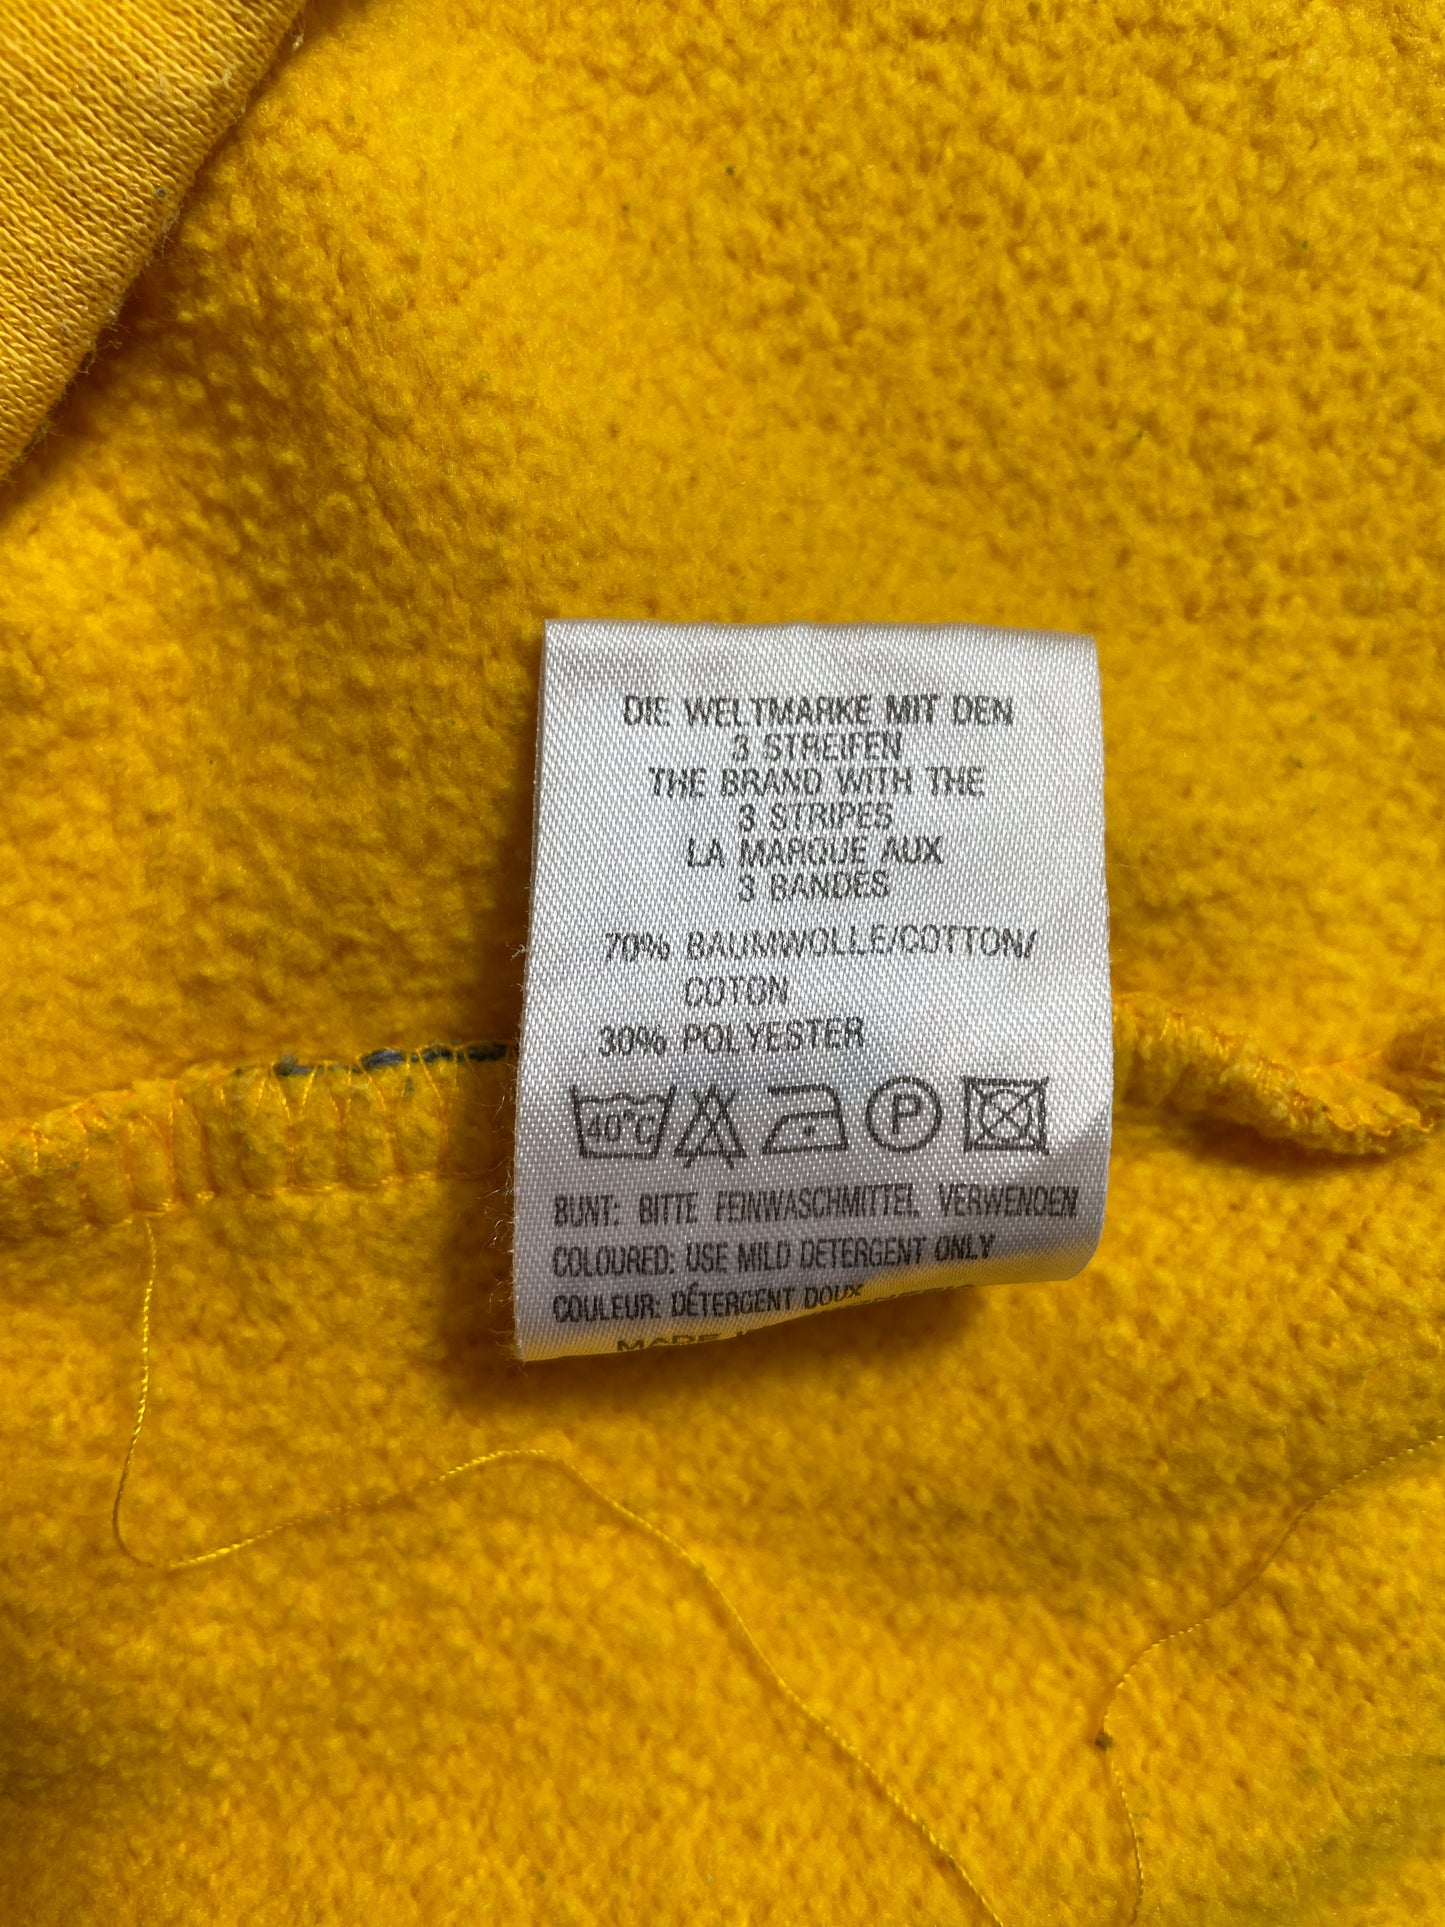 DIE WELTMARKE MIT DEN
3 STREIFEN
THE BRAND WITH THE
3 STRIPES
LA MARQUE AUX
3 BANDES
70% BAUMWOLLE/COTTON/
COTON
30% POLYESTER
40°C P
BUNT: BITTE FEINWASCHMITTEL VERWENDEN
COLOURED: USE MILD DETERGENT ONLY
COULEUR: DÉTERGENT DOUX
MADE